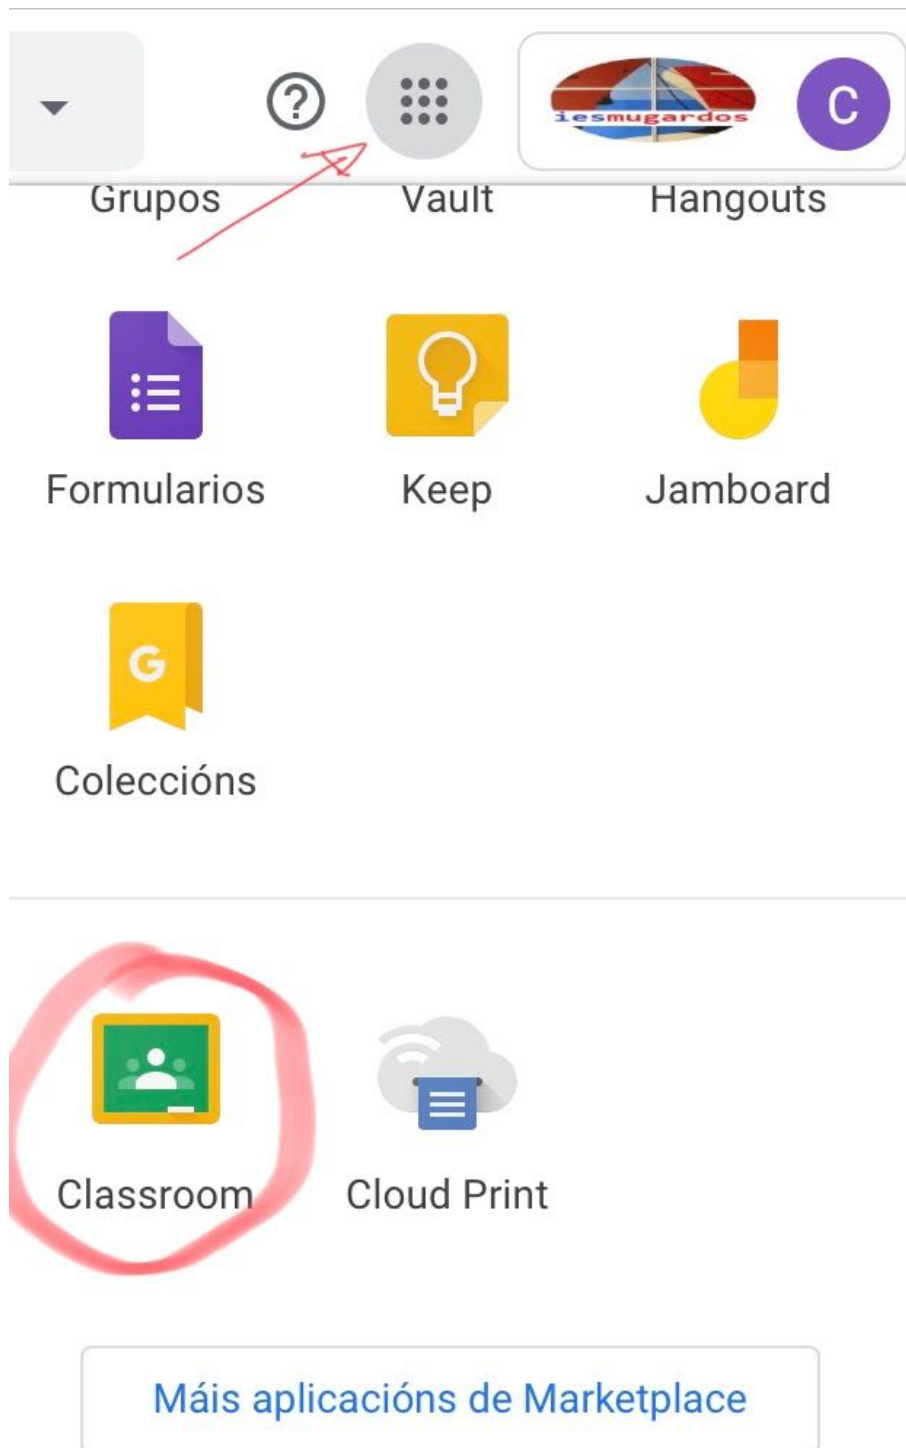 iesmugardos
C
Grupos Vault Hangouts
Formularios Keep Jamboard
G
Coleccións
Classroom Cloud Print
Máis aplicacións de Marketplace